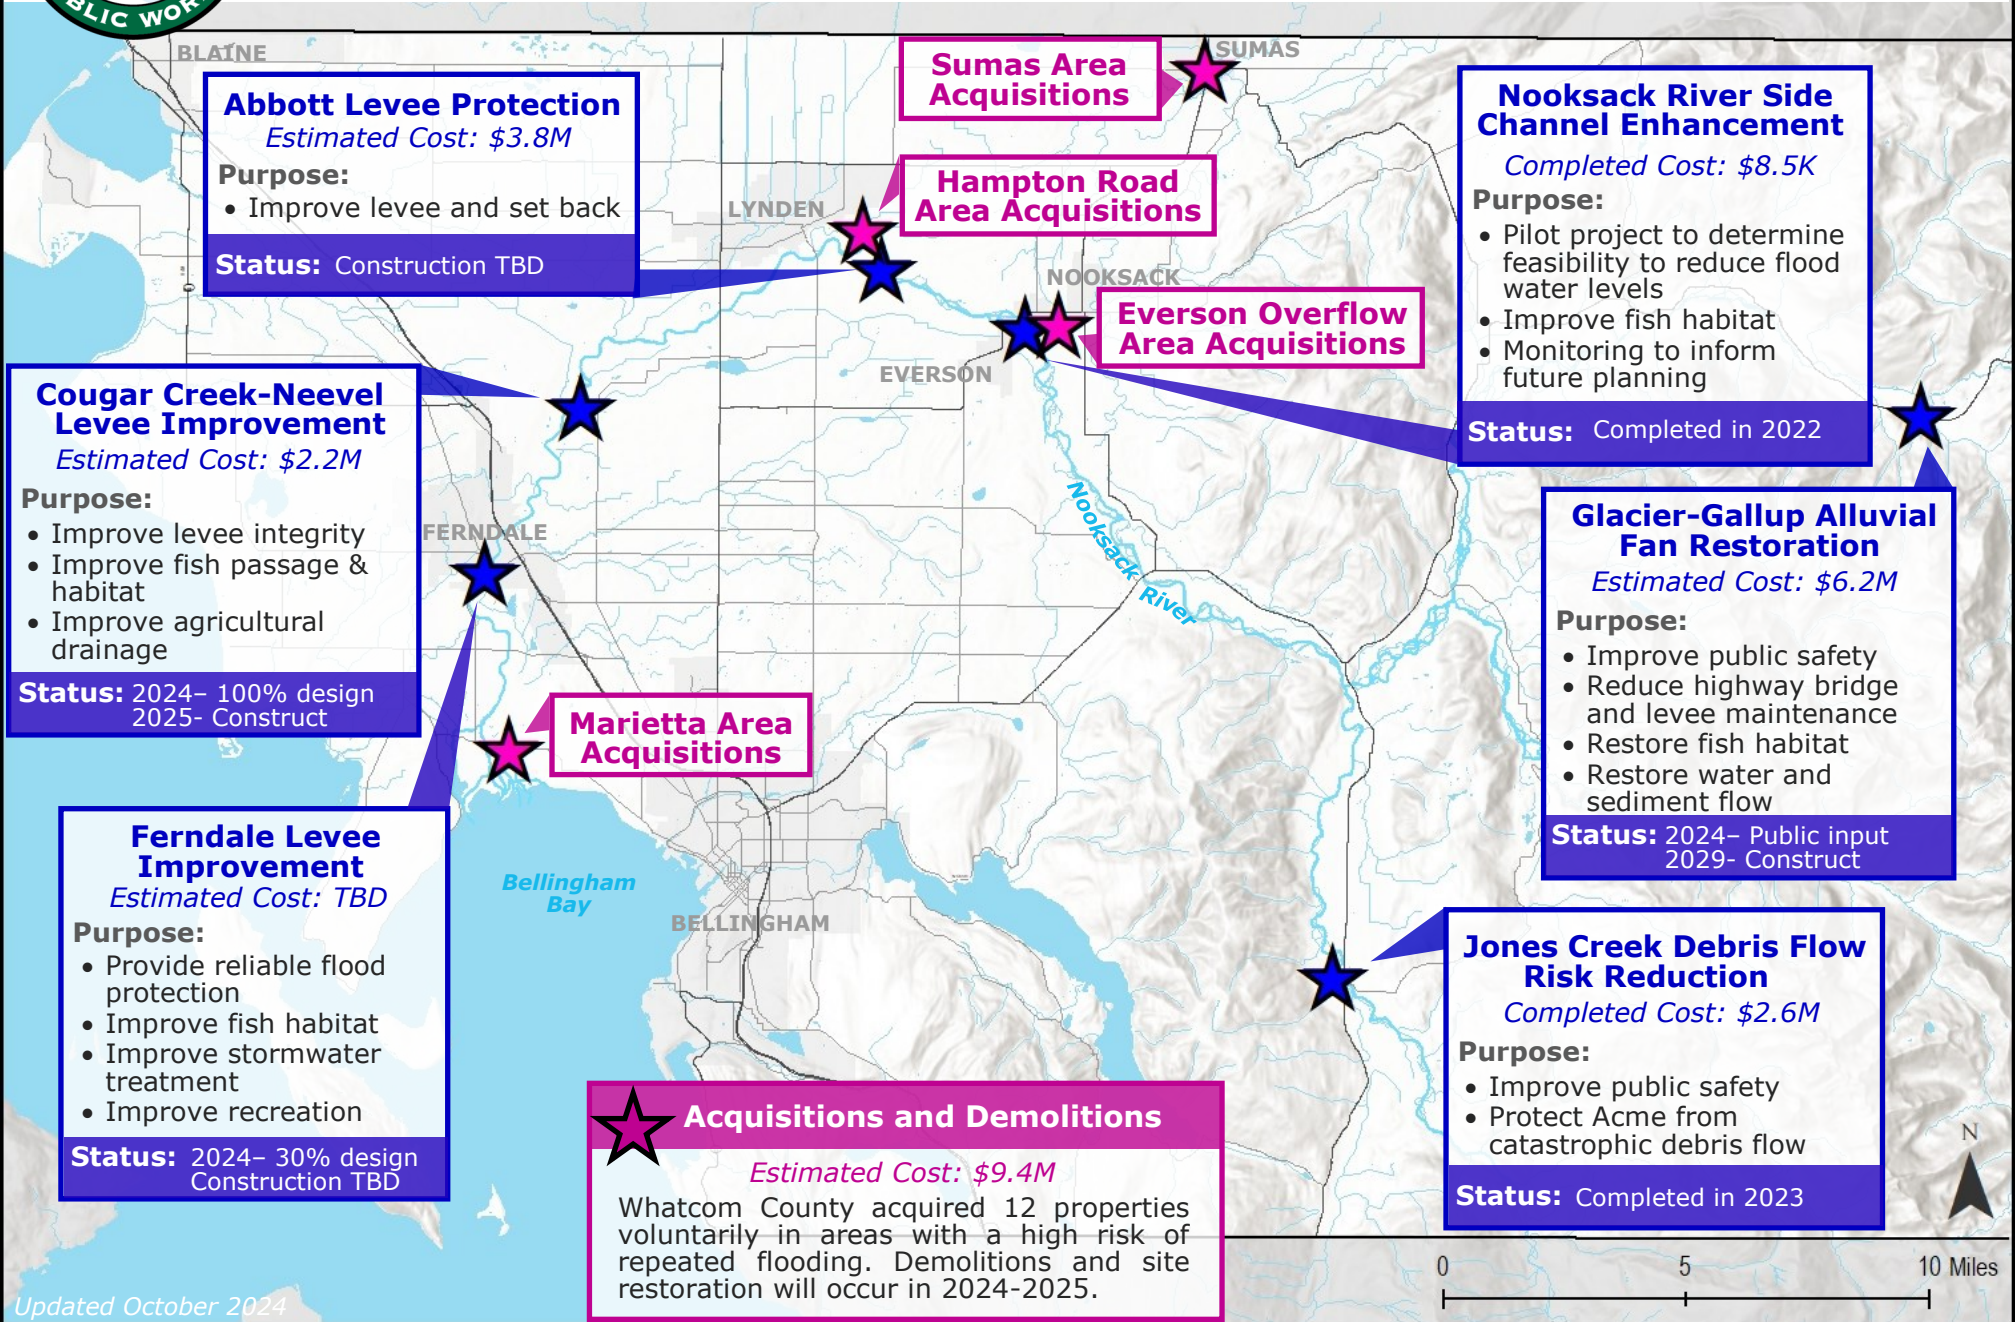 BLIC WOR
BLAINE
SUMAS
Abbott Levee Protection
Estimated Cost: $3.8M
Purpose:
• Improve levee and set back
Status: Construction TBD
Sumas Area
Acquisitions
Hampton Road
Area Acquisitions
LYNDEN
NOOKSACK
Everson Overflow
Area Acquisitions
EVERSON
Nooksack River Side
Channel Enhancement
Completed Cost: $8.5K
Purpose:
• Pilot project to determine
feasibility to reduce flood
water levels
• Improve fish habitat
• Monitoring to inform
future planning
Status: Completed in 2022
Cougar Creek-Neevel
Levee Improvement
Estimated Cost: $2.2M
Purpose:
• Improve levee integrity
• Improve fish passage &
habitat
• Improve agricultural
drainage
Status: 2024– 100% design
2025- Construct
FERNDALE
Nooksack
River
Glacier-Gallup Alluvial
Fan Restoration
Estimated Cost: $6.2M
Purpose:
• Improve public safety
• Reduce highway bridge
and levee maintenance
• Restore fish habitat
• Restore water and
sediment flow
Status: 2024– Public input
2029- Construct
Marietta Area
Acquisitions
Ferndale Levee
Improvement
Estimated Cost: TBD
Purpose:
• Provide reliable flood
protection
• Improve fish habitat
• Improve stormwater
treatment
• Improve recreation
Status: 2024– 30% design
Construction TBD
Bellingham
Bay
BELLINGHAM
Jones Creek Debris Flow
Risk Reduction
Completed Cost: $2.6M
Purpose:
• Improve public safety
• Protect Acme from
catastrophic debris flow
Status: Completed in 2023
Acquisitions and Demolitions
Estimated Cost: $9.4M
Whatcom County acquired 12 properties
voluntarily in areas with a high risk of
repeated flooding. Demolitions and site
restoration will occur in 2024-2025.
N
0 5 10 Miles
Updated October 2024